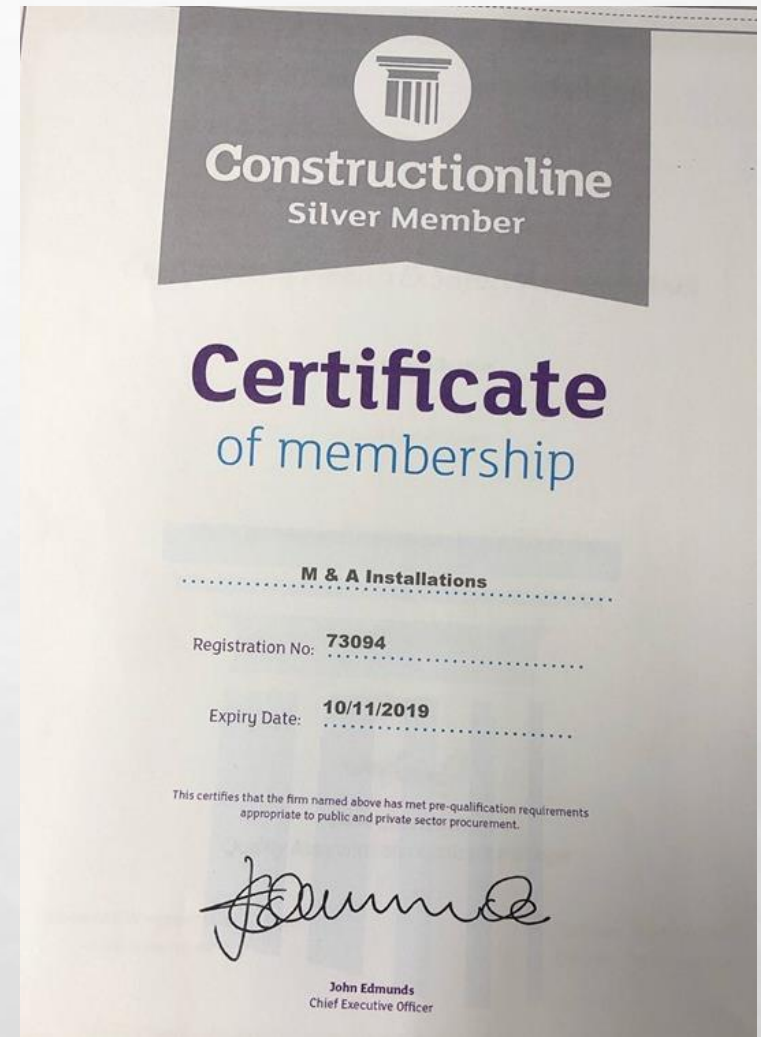 Constructionline
Silver Member
Certificate
of membership
M & A Installations
Registration No: 73094
Expiry Date: 10/11/2019
This certifies that the firm named above has met pre-qualification requirements
appropriate to public and private sector procurement.
John Edmunds
Chief Executive Officer